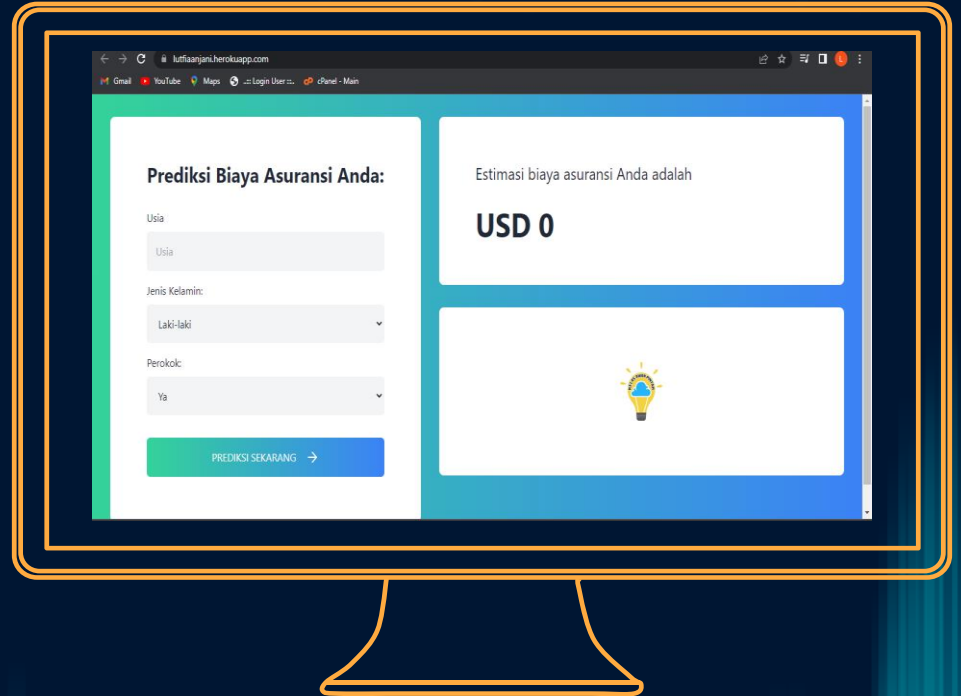 lutfiaanjani.herokuapp.com
Gmail YouTube Maps ..:: Login User ::.. cPanel - Main
Prediksi Biaya Asuransi Anda:
Usia
Usia
Jenis Kelamin:
Laki-laki
Perokok:
Ya
PREDIKSI SEKARANG →
Estimasi biaya asuransi Anda adalah
USD 0
L